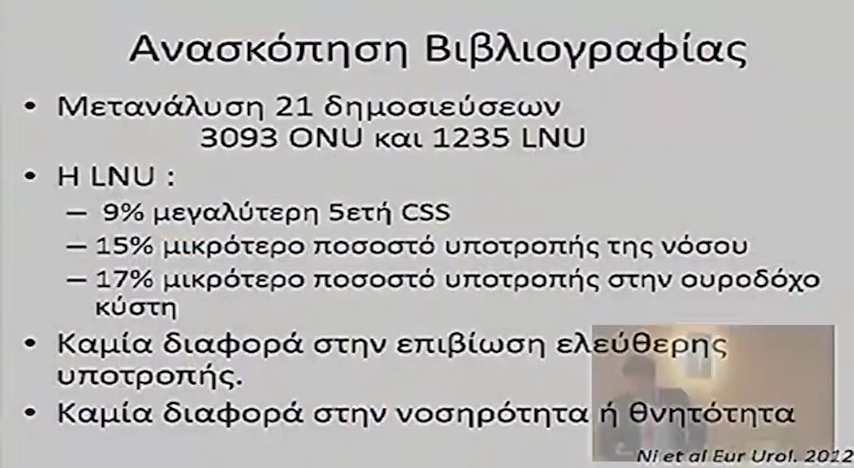 Ανασκόπηση Βιβλιογραφίας
• Μετανάλυση 21 δημοσιεύσεων
3093 ONU και 1235 LNU
• Η LNU :
– 9% μεγαλύτερη 5ετή CSS
– 15% μικρότερο ποσοστό υποτροπής της νόσου
– 17% μικρότερο ποσοστό υποτροπής στην ουροδόχο
κύστη
• Καμία διαφορά στην επιβίωση ελεύθερης
υποτροπής.
• Καμία διαφορά στην νοσηρότητα ή θνητότητα
Ni et al Eur Urol. 2012